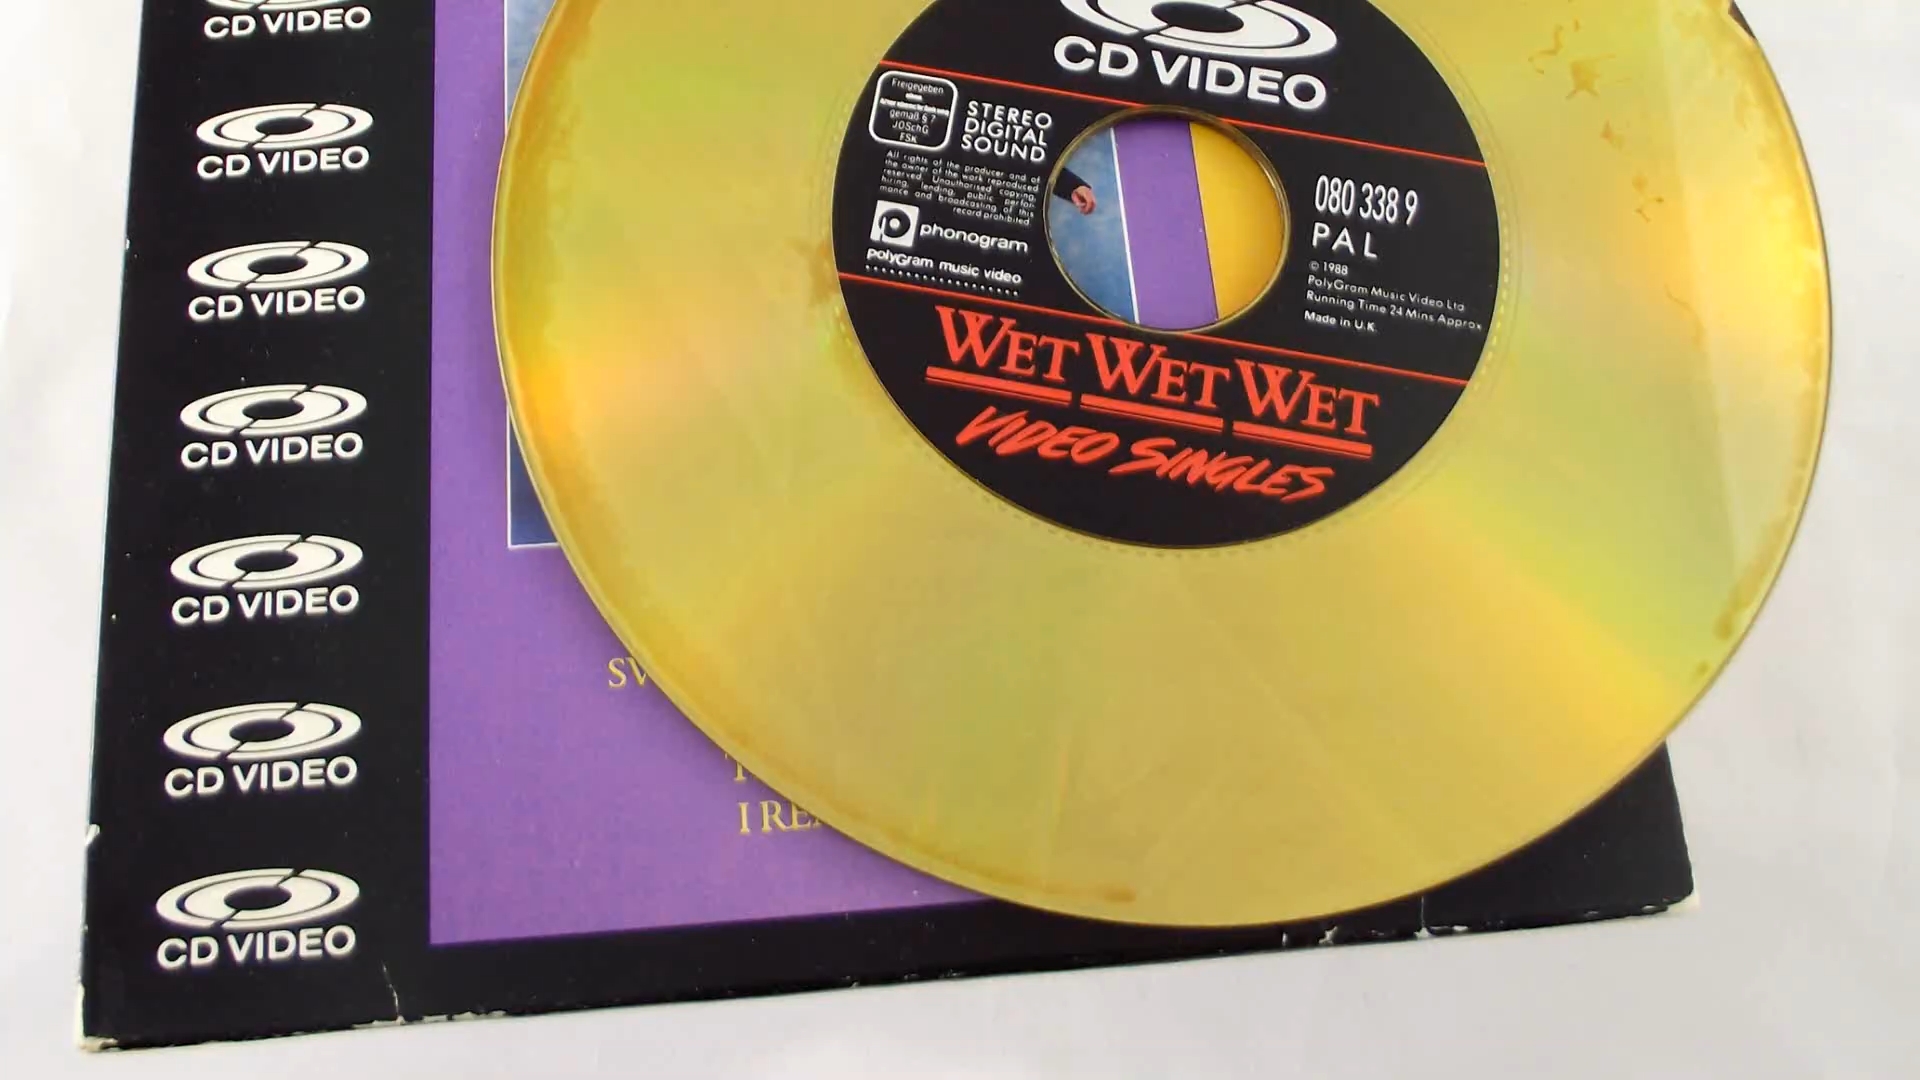 CD VIDEO
CD VIDEO
CD VIDEO
CD VIDEO
CD VIDEO
CD VIDEO
CD VIDEO
SW
I RE
CD VIDEO
Freigegeben
gemäß § 7
JÖSchG
FSK
STEREO
DIGITAL
SOUND
All rights of the producer and of
the owner of the work reproduced
reserved. Unauthorised copying,
hiring, lending, public perfor-
mance and broadcasting of this
record prohibited.
phonogram
PolyGram music video
080 338 9
PAL
© 1988
PolyGram Music Video Ltd
Running Time 24 Mins Approx
Made in U.K.
WET WET WET
VIDEO SINGLES